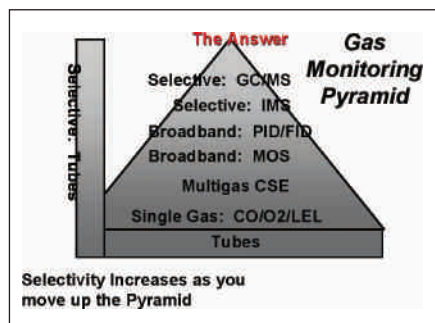 The Answer
Gas
Monitoring
Pyramid
Selective: GC/MS
Selective: IMS
Broadband: PID/FID
Broadband: MOS
Multigas CSE
Single Gas: CO/O2/LEL
Tubes
Selective: Tubes
Selectivity Increases as you
move up the Pyramid